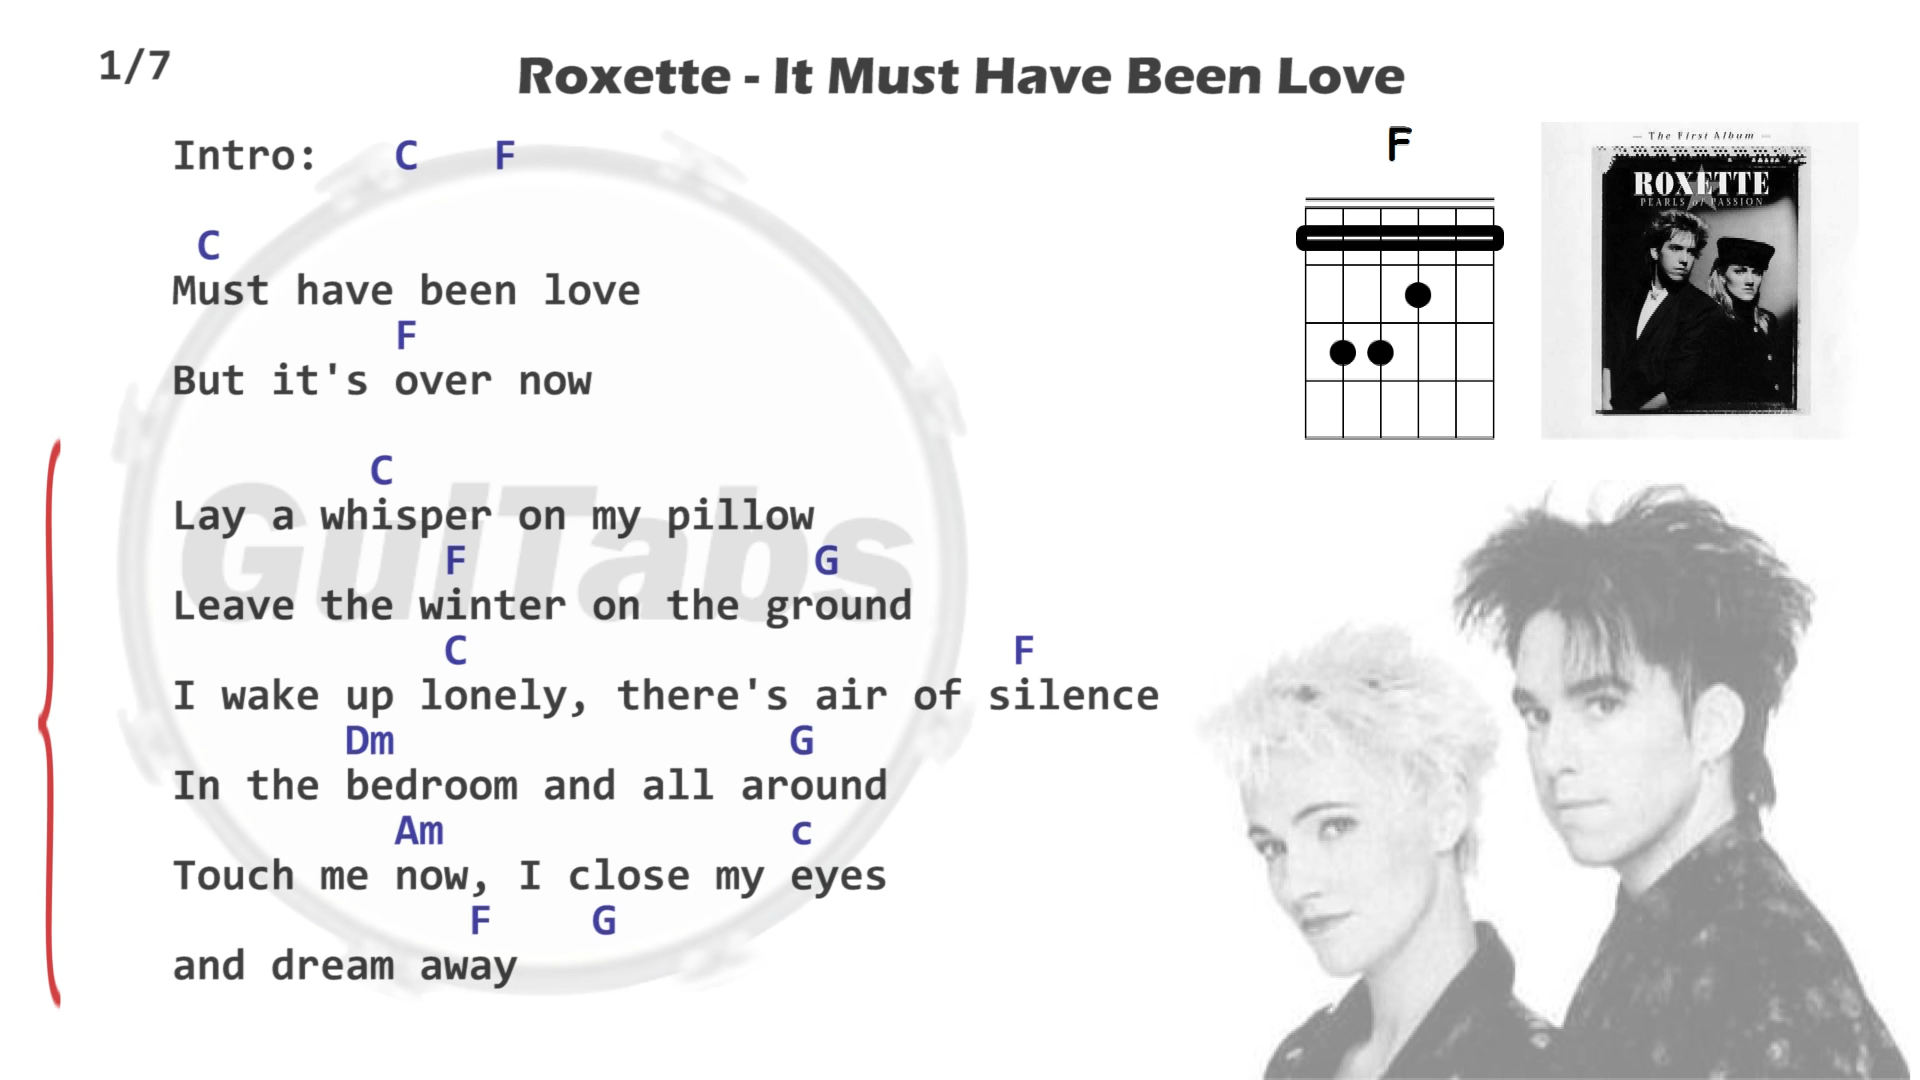 1/7
Roxette - It Must Have Been Love
Intro: C F
C
Must have been love
F
But it's over now
C
Lay a whisper on my pillow
F G
Leave the winter on the ground
C F
I wake up lonely, there's air of silence
Dm G
In the bedroom and all around
Am c
Touch me now, I close my eyes
F G
and dream away
F
— The First Album —
ROXETTE
PEARLS of PASSION
GuiTabs